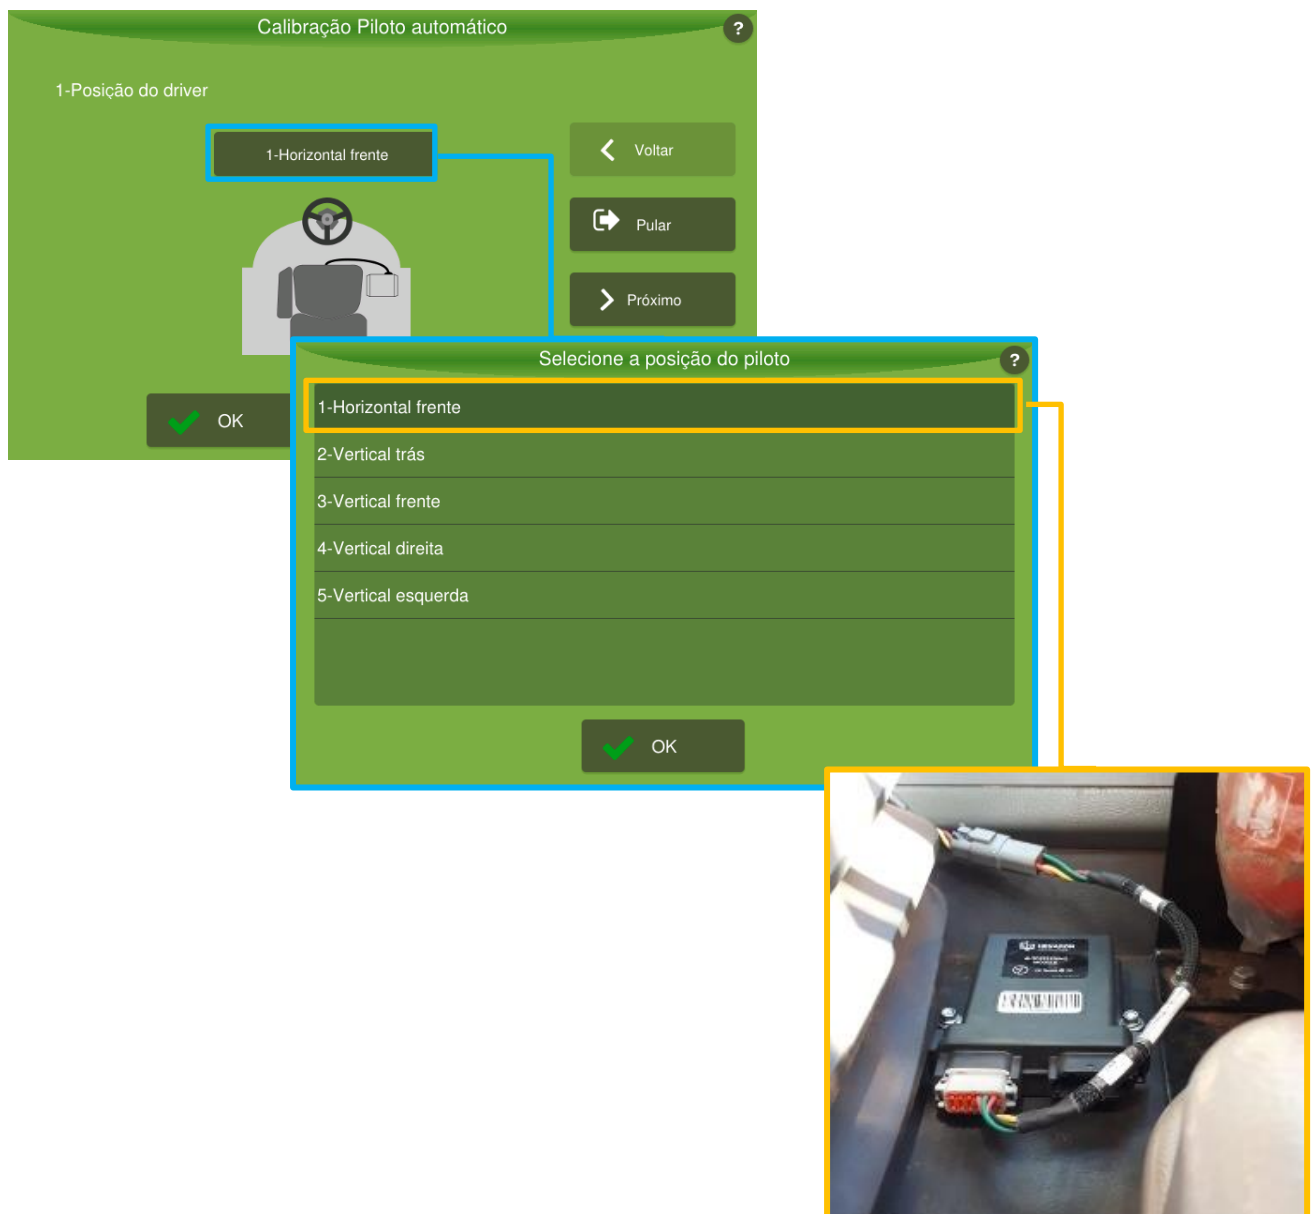 Calibração Piloto automático
?
1-Posição do driver
1-Horizontal frente
Voltar
Pular
Próximo
OK
Selecione a posição do piloto
?
1-Horizontal frente
2-Vertical trás
3-Vertical frente
4-Vertical direita
5-Vertical esquerda
OK
HEXAGON